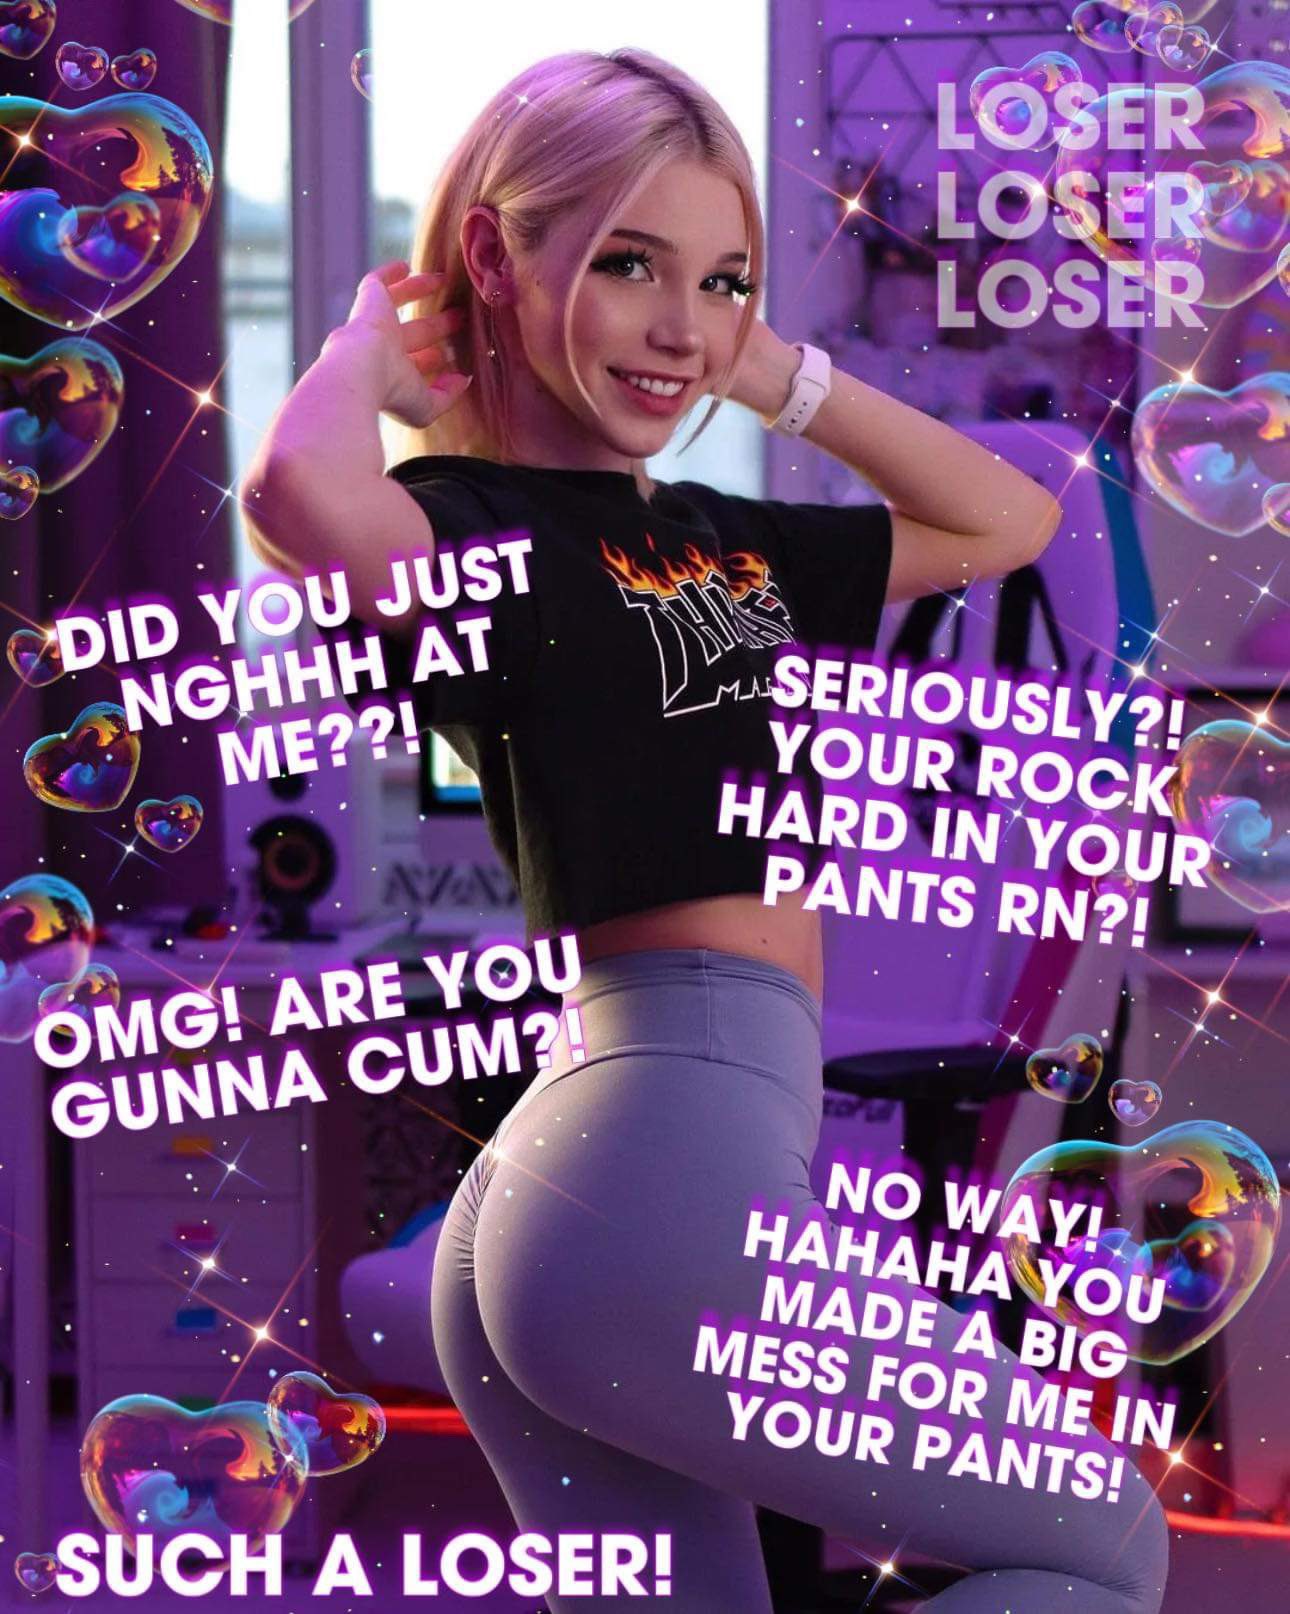 LOSER
LOSER
LOSER
DID YOU JUST
NGHHH AT
ME??!
SERIOUSLY?!
YOUR ROCK
HARD IN YOUR
PANTS RN?!
OMG! ARE YOU
GUNNA CUM?!
NO WAY!
HAHAHA YOU
MADE A BIG
MESS FOR ME IN
YOUR PANTS!
SUCH A LOSER!